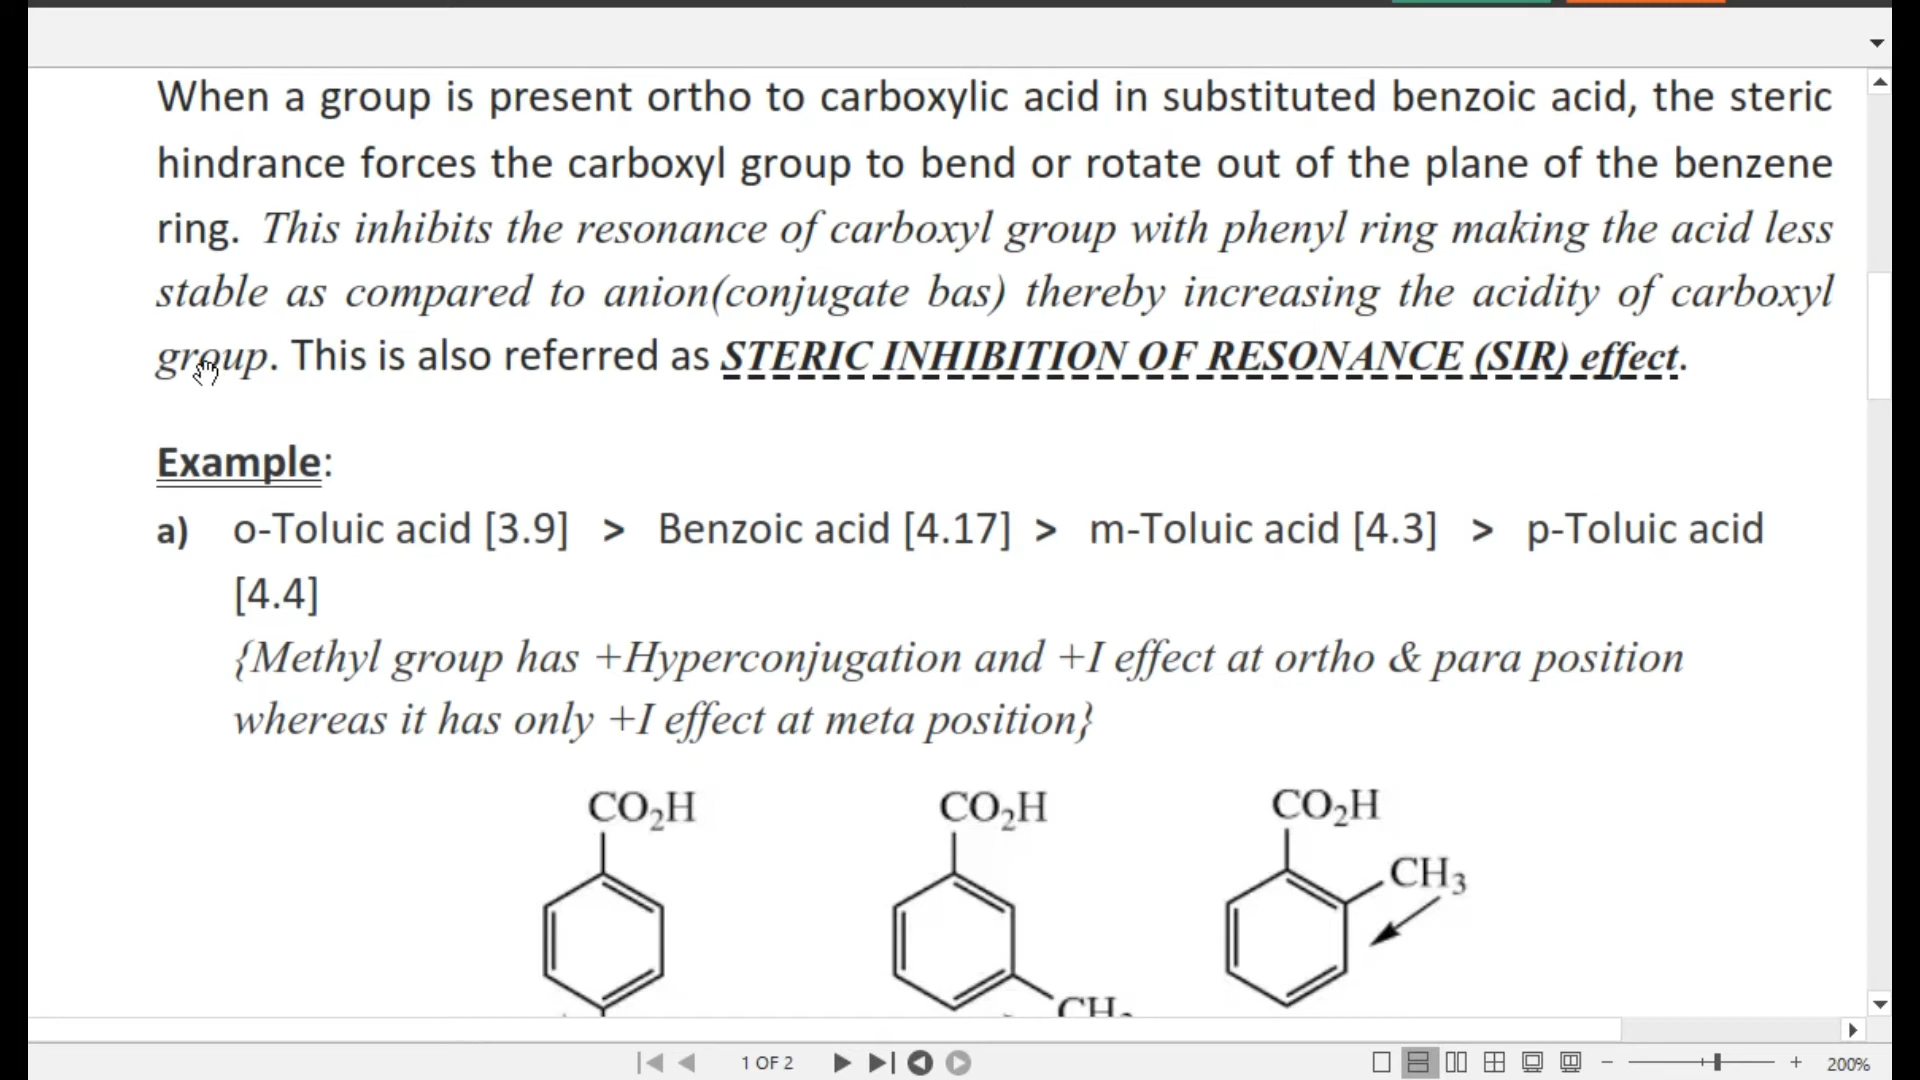 When a group is present ortho to carboxylic acid in substituted benzoic acid, the steric
hindrance forces the carboxyl group to bend or rotate out of the plane of the benzene
ring. This inhibits the resonance of carboxyl group with phenyl ring making the acid less
stable as compared to anion(conjugate bas) thereby increasing the acidity of carboxyl
group. This is also referred as STERIC INHIBITION OF RESONANCE (SIR) effect.
Example:
a) o-Toluic acid [3.9] > Benzoic acid [4.17] > m-Toluic acid [4.3] > p-Toluic acid
[4.4]
{Methyl group has +Hyperconjugation and +I effect at ortho & para position
whereas it has only +I effect at meta position}
CO₂H CO₂H CO₂H
CH₃
1 OF 2 200%